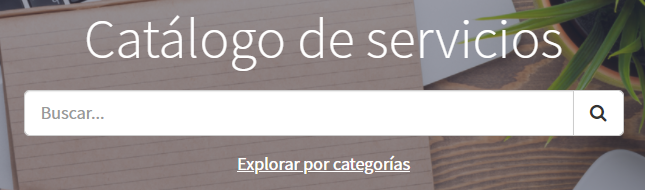 Catálogo de servicios
Buscar...
Explorar por categorías